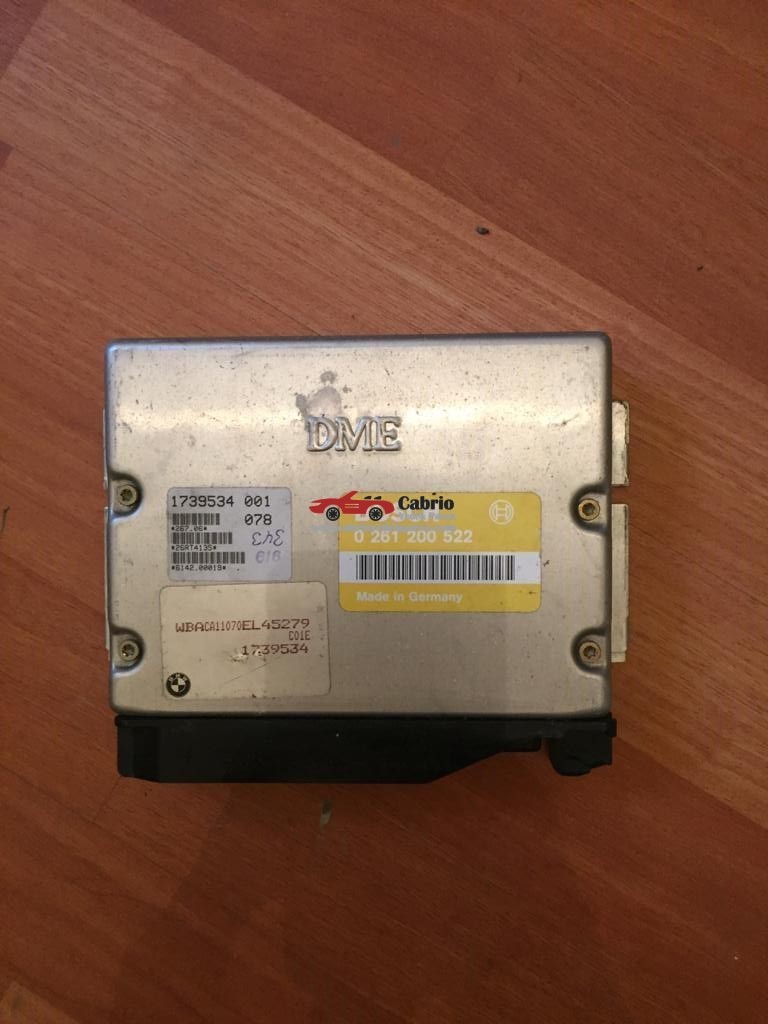 DME
1739534 001
078
*267.06*
343
*26RT4135*
*6142.00019*
Cabrio
0 261 200 522
Made in Germany
WBACA11070EL45279
C01E
1739534